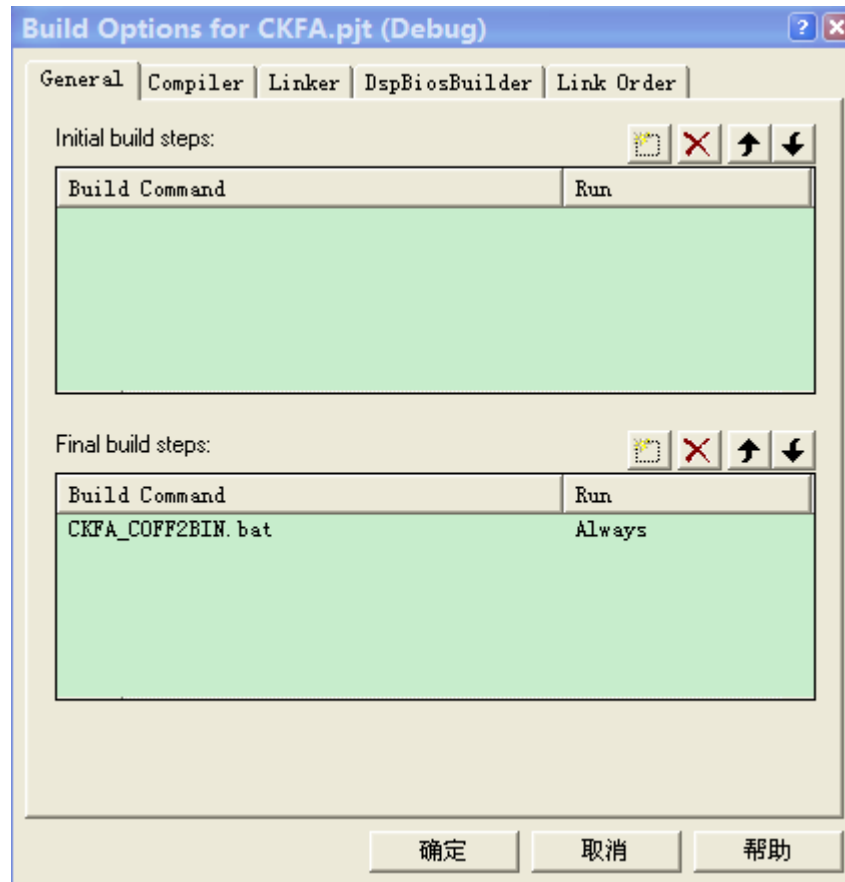 Build Options for CKFA.pjt (Debug)
General Compiler Linker DspBiosBuilder Link Order
Initial build steps:
Build Command Run
Final build steps:
Build Command Run
CKFA_COFF2BIN.bat Always
确定 取消 帮助